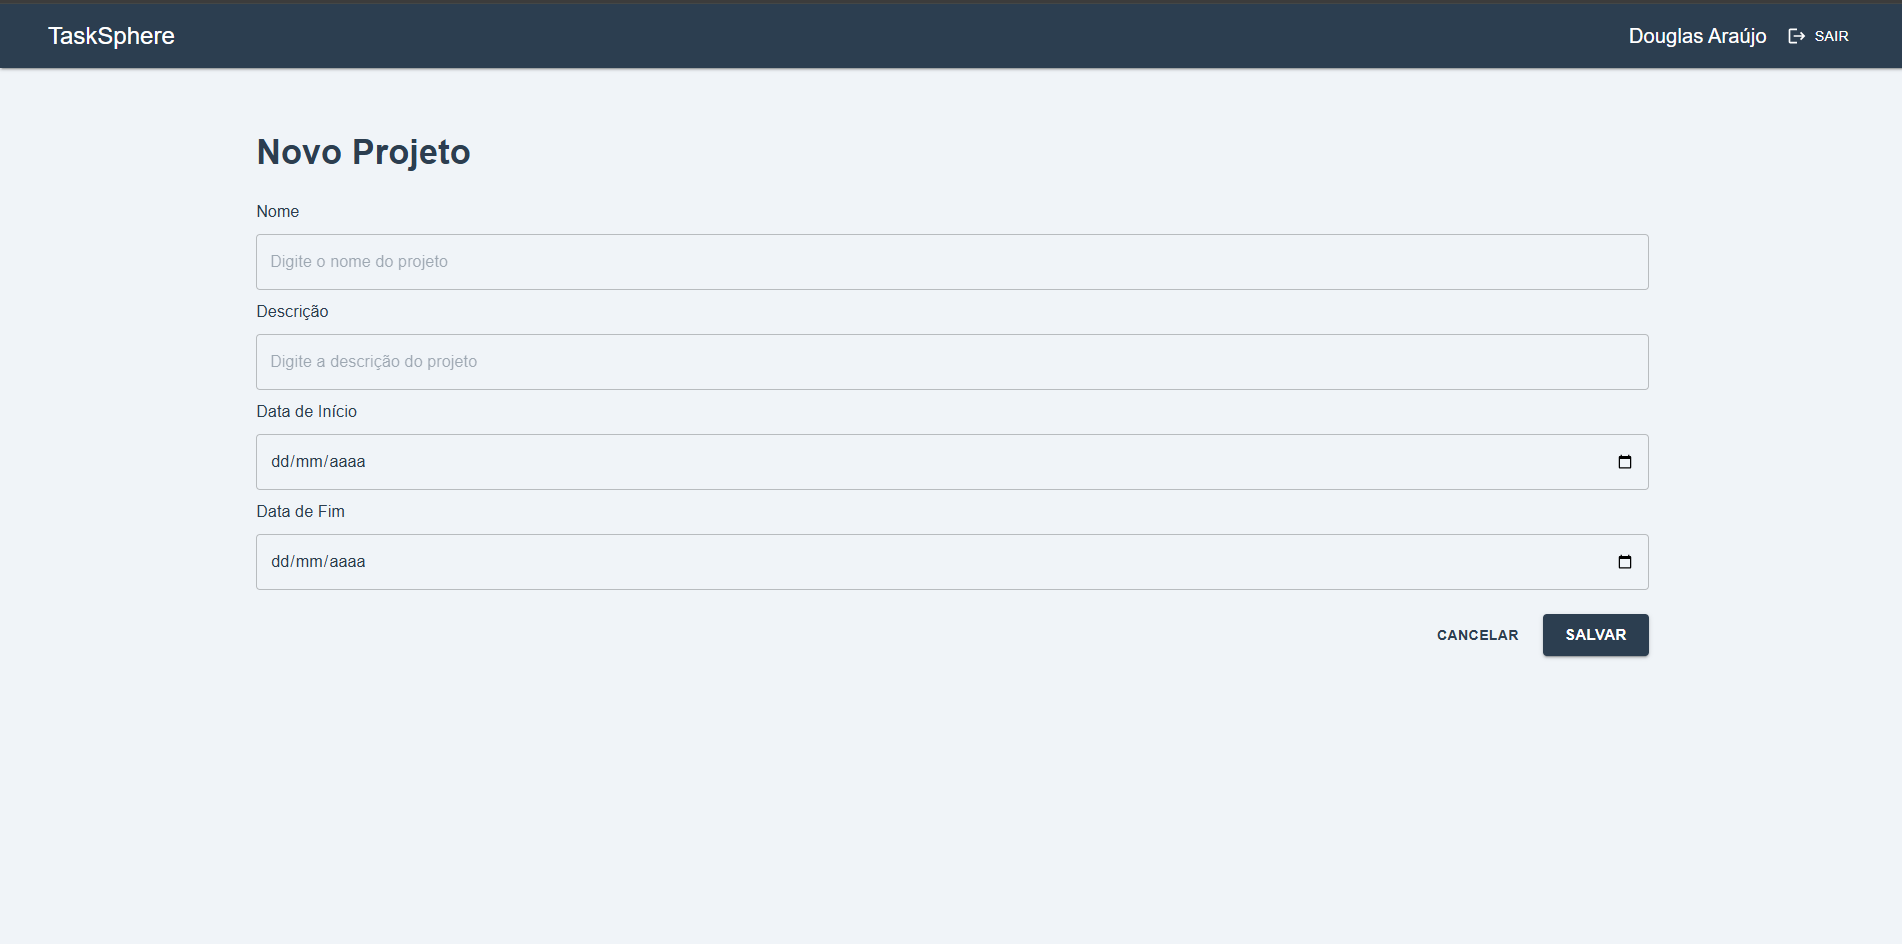 TaskSphere
Douglas Araújo SAIR
Novo Projeto
Nome
Digite o nome do projeto
Descrição
Digite a descrição do projeto
Data de Início
dd/mm/aaaa
Data de Fim
dd/mm/aaaa
CANCELAR SALVAR